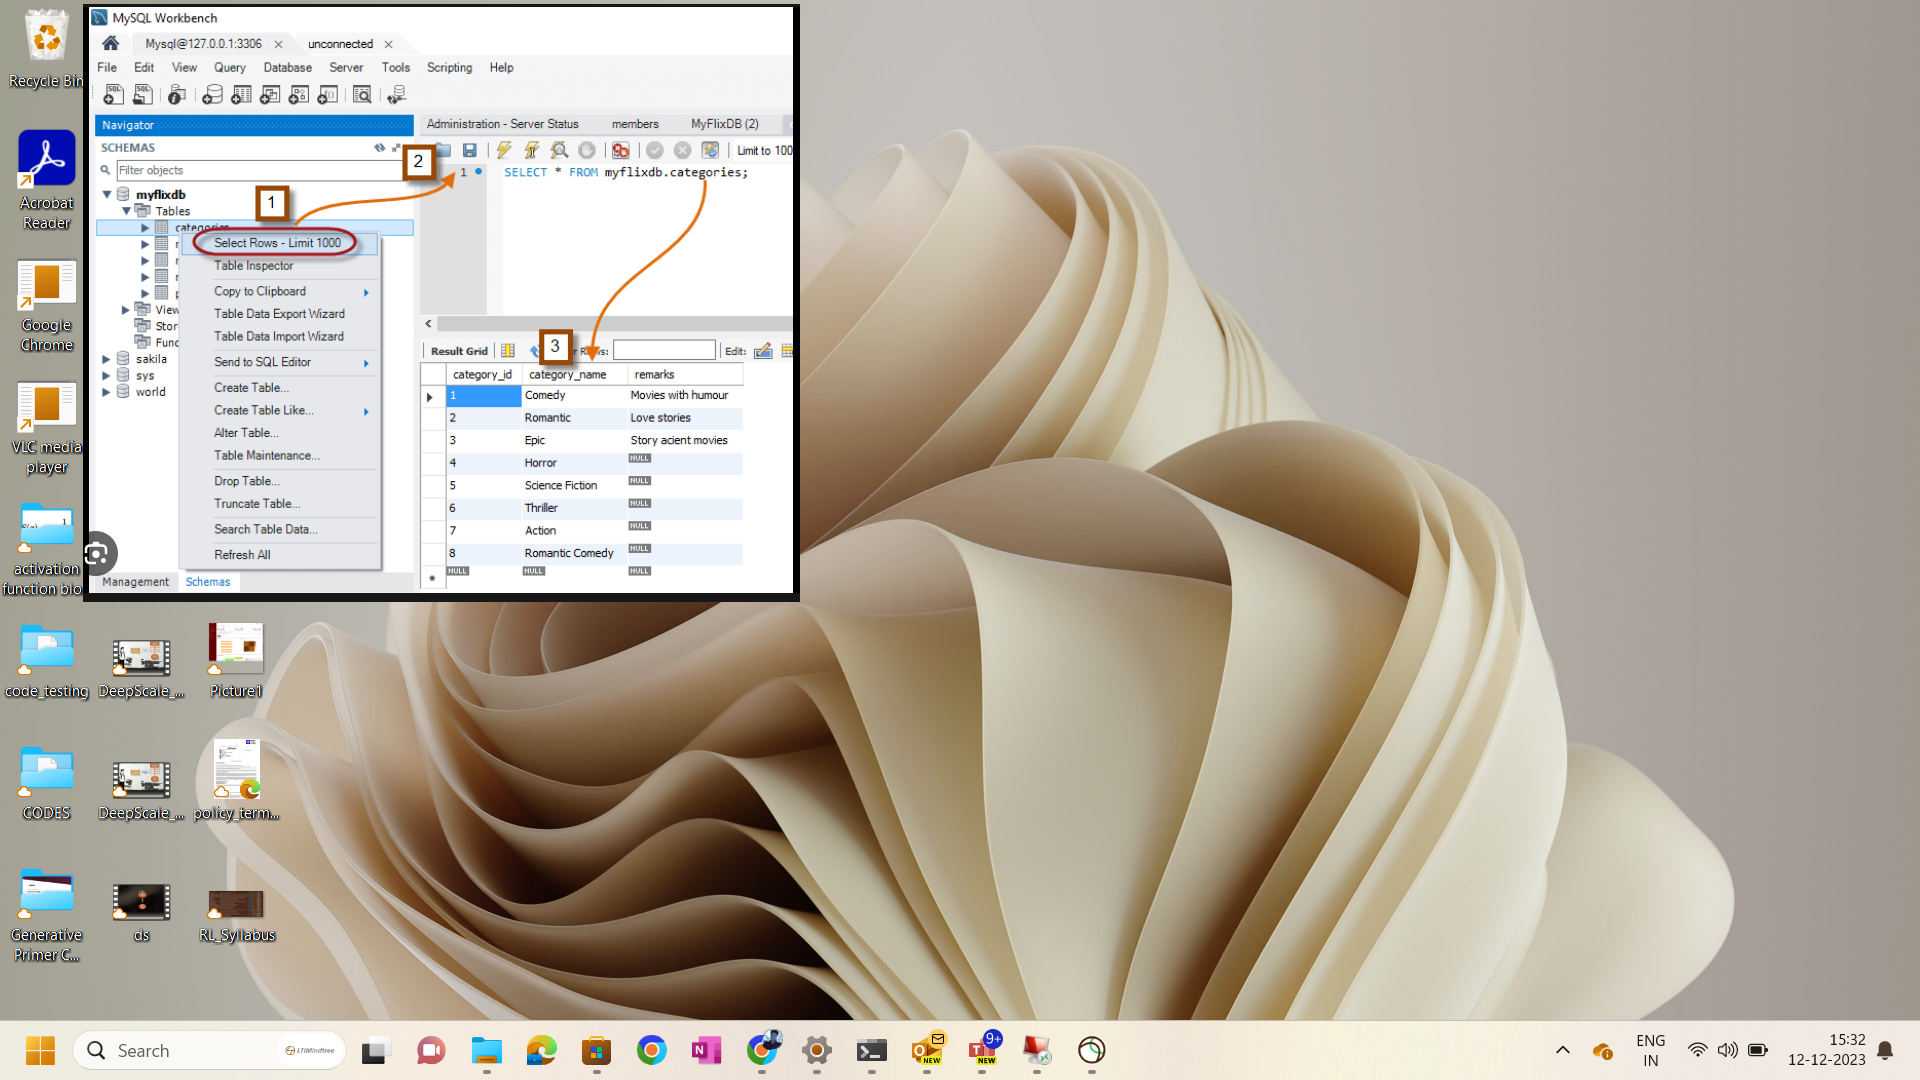 Recycle Bin
Acrobat
Reader
Google
Chrome
VLC media
player
activation
function blo
code_testing
DeepScale_...
Picture1
CODES
DeepScale_...
policy_term...
Generative
Primer C...
ds
RL_Syllabus
MySQL Workbench
Mysql@127.0.0.1:3306
unconnected
File Edit View Query Database Server Tools Scripting Help
Navigator
SCHEMAS
Filter objects
myflixdb
Tables
categories
View
Stor
Func
sakila
sys
world
1
2
3
Select Rows - Limit 1000
Table Inspector
Copy to Clipboard
Table Data Export Wizard
Table Data Import Wizard
Send to SQL Editor
Create Table...
Create Table Like...
Alter Table...
Table Maintenance...
Drop Table...
Truncate Table...
Search Table Data...
Refresh All
Management Schemas
Administration - Server Status members MyFlixDB (2)
Limit to 100
1 SELECT * FROM myflixdb.categories;
Result Grid r Rows: Edit:
category_id category_name remarks
1 Comedy Movies with humour
2 Romantic Love stories
3 Epic Story acient movies
4 Horror NULL
5 Science Fiction NULL
6 Thriller NULL
7 Action NULL
8 Romantic Comedy NULL
NULL NULL NULL
Search
LTIMindtree
NEW
9+
NEW
ENG
IN
15:32
12-12-2023